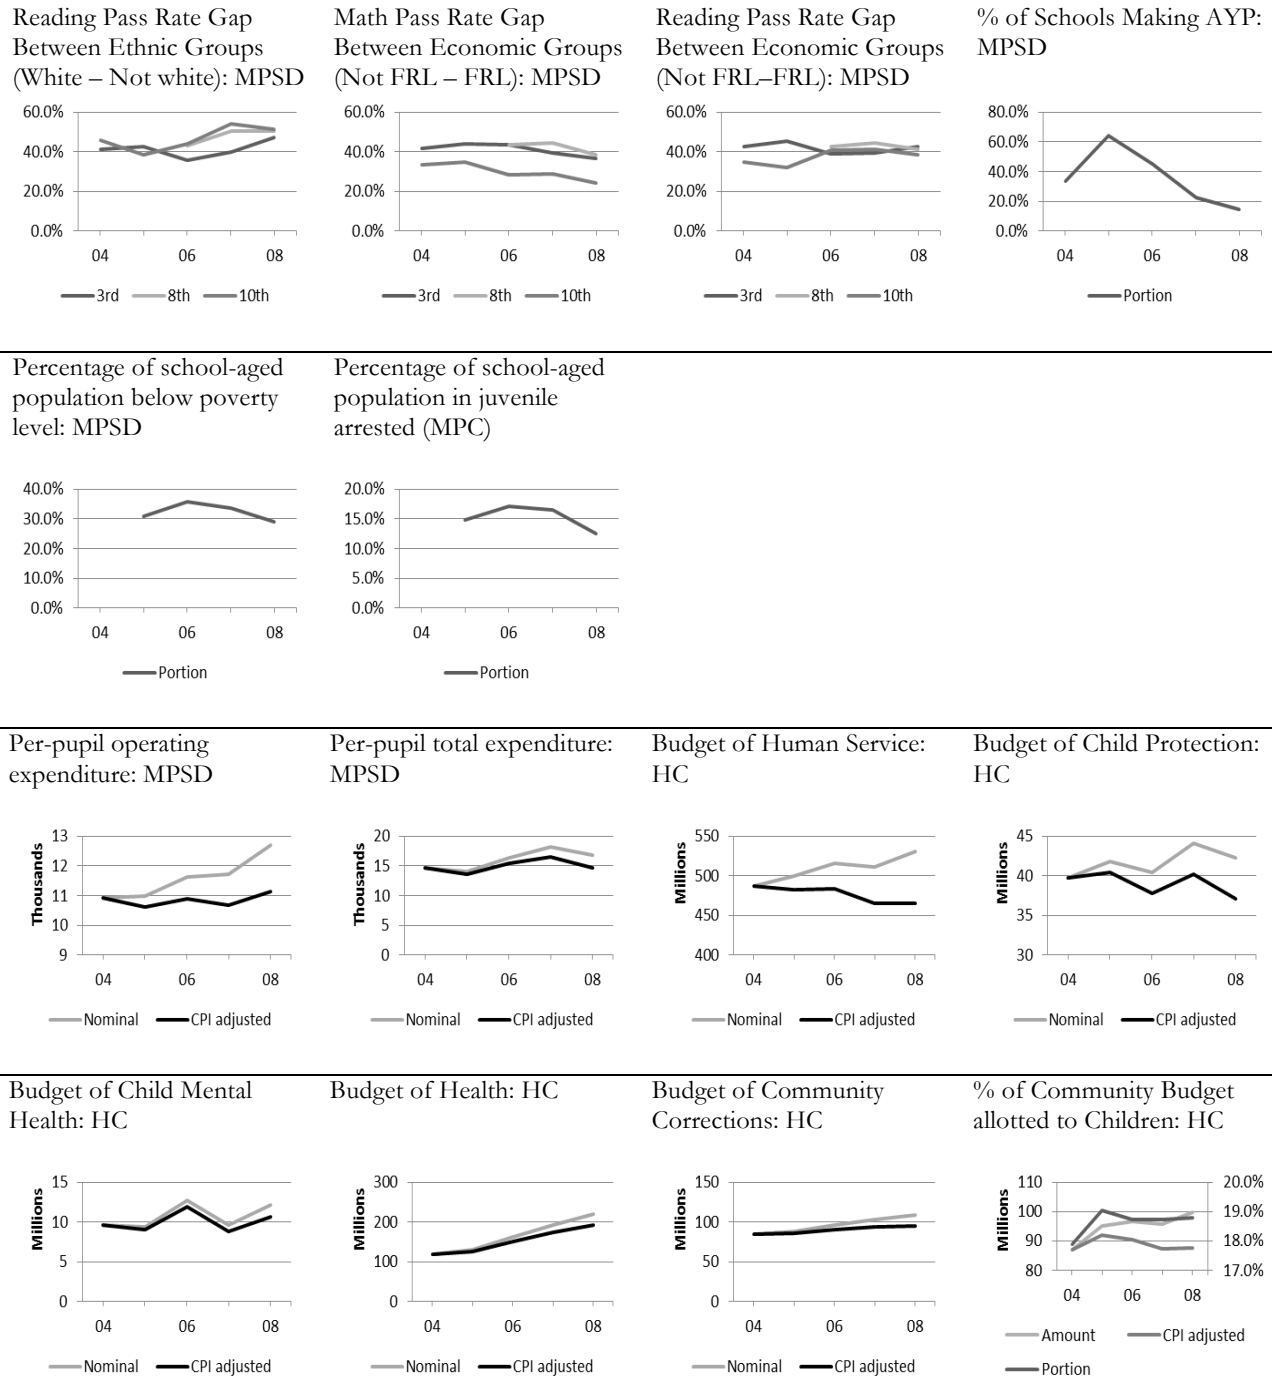 Reading Pass Rate Gap
Between Ethnic Groups
(White – Not white): MPSD
60.0%
40.0%
20.0%
0.0%
04 06 08
3rd 8th 10th
Math Pass Rate Gap
Between Economic Groups
(Not FRL – FRL): MPSD
60.0%
40.0%
20.0%
0.0%
04 06 08
3rd 8th 10th
Reading Pass Rate Gap
Between Economic Groups
(Not FRL–FRL): MPSD
60.0%
40.0%
20.0%
0.0%
04 06 08
3rd 8th 10th
% of Schools Making AYP:
MPSD
80.0%
60.0%
40.0%
20.0%
0.0%
04 06 08
Portion
Percentage of school-aged
population below poverty
level: MPSD
40.0%
30.0%
20.0%
10.0%
0.0%
04 06 08
Portion
Percentage of school-aged
population in juvenile
arrested (MPC)
20.0%
15.0%
10.0%
5.0%
0.0%
04 06 08
Portion
Per-pupil operating
expenditure: MPSD
Thousands
13
12
11
10
9
04 06 08
Nominal CPI adjusted
Per-pupil total expenditure:
MPSD
Thousands
20
15
10
5
0
04 06 08
Nominal CPI adjusted
Budget of Human Service:
HC
Millions
550
500
450
400
04 06 08
Nominal CPI adjusted
Budget of Child Protection:
HC
Millions
45
40
35
30
04 06 08
Nominal CPI adjusted
Budget of Child Mental
Health: HC
Millions
15
10
5
0
04 06 08
Nominal CPI adjusted
Budget of Health: HC
Millions
300
200
100
0
04 06 08
Nominal CPI adjusted
Budget of Community
Corrections: HC
Millions
150
100
50
0
04 06 08
Nominal CPI adjusted
% of Community Budget
allotted to Children: HC
Millions
110 20.0%
100 19.0%
90 18.0%
80 17.0%
04 06 08
Amount CPI adjusted
Portion